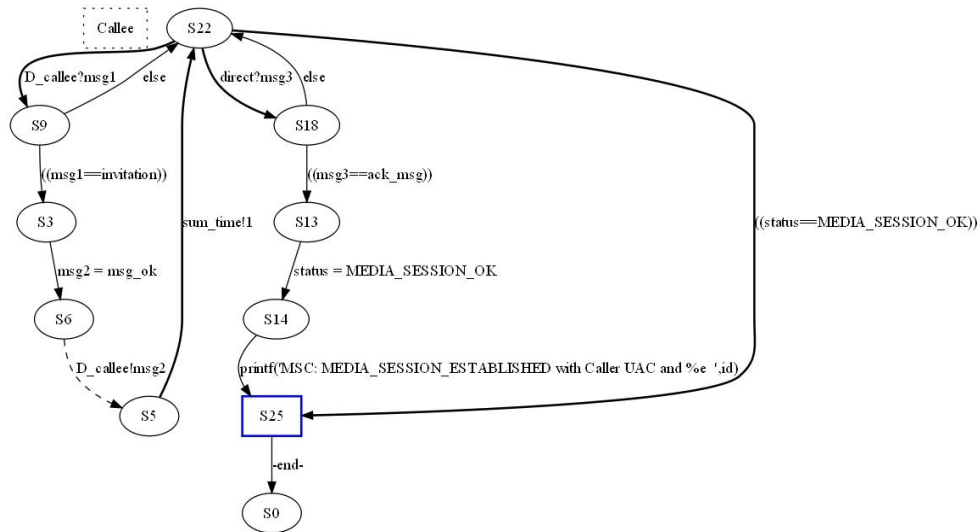 Callee
S22
D_callee?msg1
else
direct?msg3
else
S9
S18
((msg1==invitation))
((msg3==ack_msg))
((status==MEDIA_SESSION_OK))
S3
sum_time!1
S13
msg2 = msg_ok
status = MEDIA_SESSION_OK
S6
S14
D_callee!msg2
printf('MSC: MEDIA_SESSION_ESTABLISHED with Caller UAC and %e ',id)
S5
S25
-end-
S0